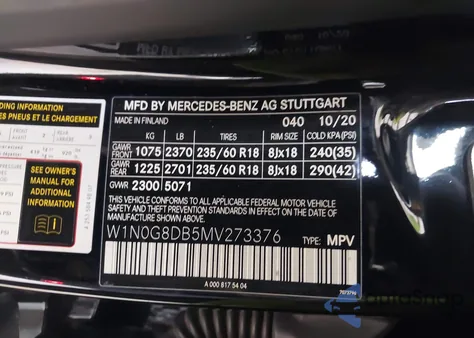 DING INFORMATION
DES PNEUS ET LE CHARGEMENT
SEE OWNER'S
MANUAL FOR
ADDITIONAL
INFORMATION
MFD BY MERCEDES-BENZ AG STUTTGART
MADE IN FINLAND 040 10/20
KG LB TIRES RIM SIZE COLD KPA(PSI)
GAWR FRONT 1075 2370 235/60 R18 8Jx18 240(35)
GAWR REAR 1225 2701 235/60 R18 8Jx18 290(42)
GVWR 2300 5071
THIS VEHICLE CONFORMS TO ALL APPLICABLE FEDERAL MOTOR VEHICLE
SAFETY AND THEFT PREVENTION STANDARDS IN EFFECT ON THE DATE OF
MANUFACTURE SHOWN ABOVE.
W1N0G8DB5MV273376 TYPE: MPV
A 000 817 54 04